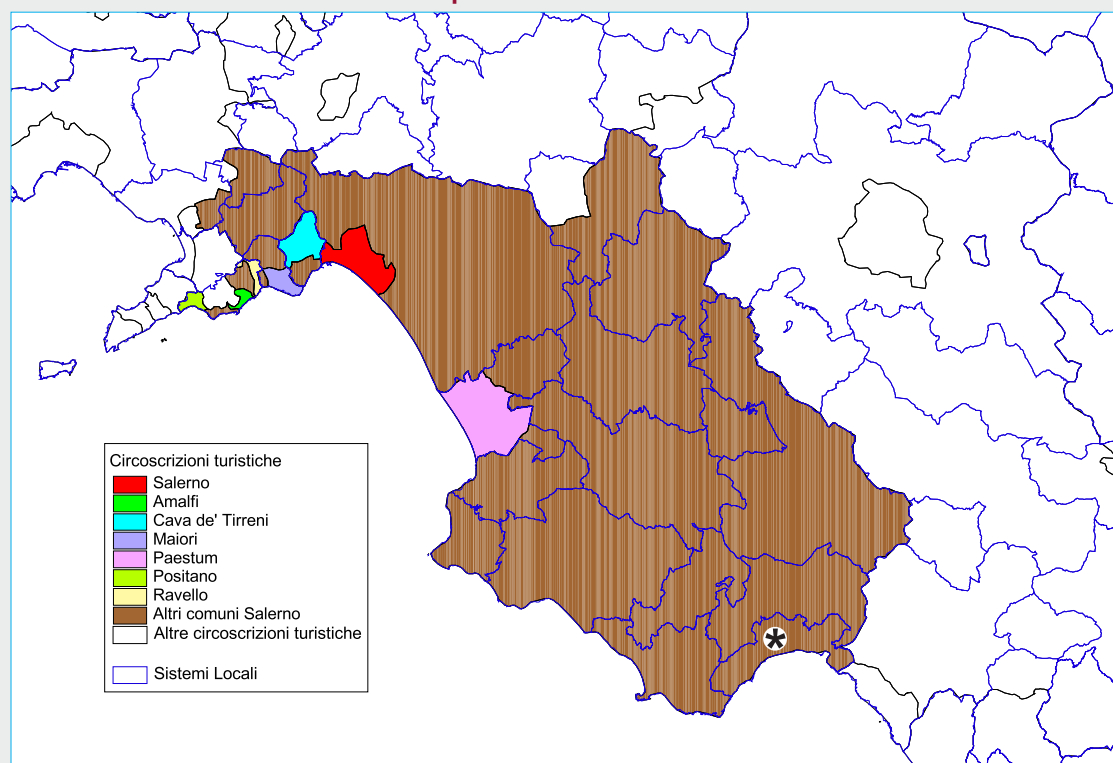 Circoscrizioni turistiche
Salerno
Amalfi
Cava de' Tirreni
Maiori
Paestum
Positano
Ravello
Altri comuni Salerno
Altre circoscrizioni turistiche
Sistemi Locali
*